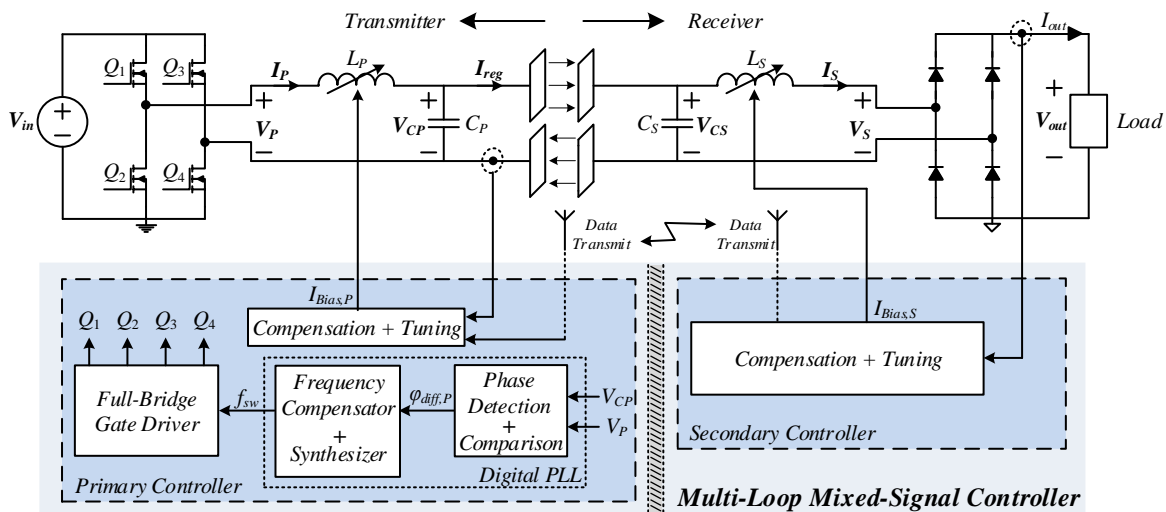 Transmitter
Receiver
I_out
Q_1
Q_3
L_P
L_S
I_P
I_reg
I_S
V_in
V_P
V_CP
C_P
C_S
V_CS
V_S
V_out
Load
Q_2
Q_4
Data
Transmit
Data
Transmit
I_Bias,P
I_Bias,S
Q_1
Q_2
Q_3
Q_4
Compensation + Tuning
Compensation + Tuning
Full-Bridge
Gate Driver
f_sw
Frequency
Compensator
+
Synthesizer
φ_diff,P
Phase
Detection
+
Comparison
V_CP
V_P
Digital PLL
Primary Controller
Secondary Controller
Multi-Loop Mixed-Signal Controller